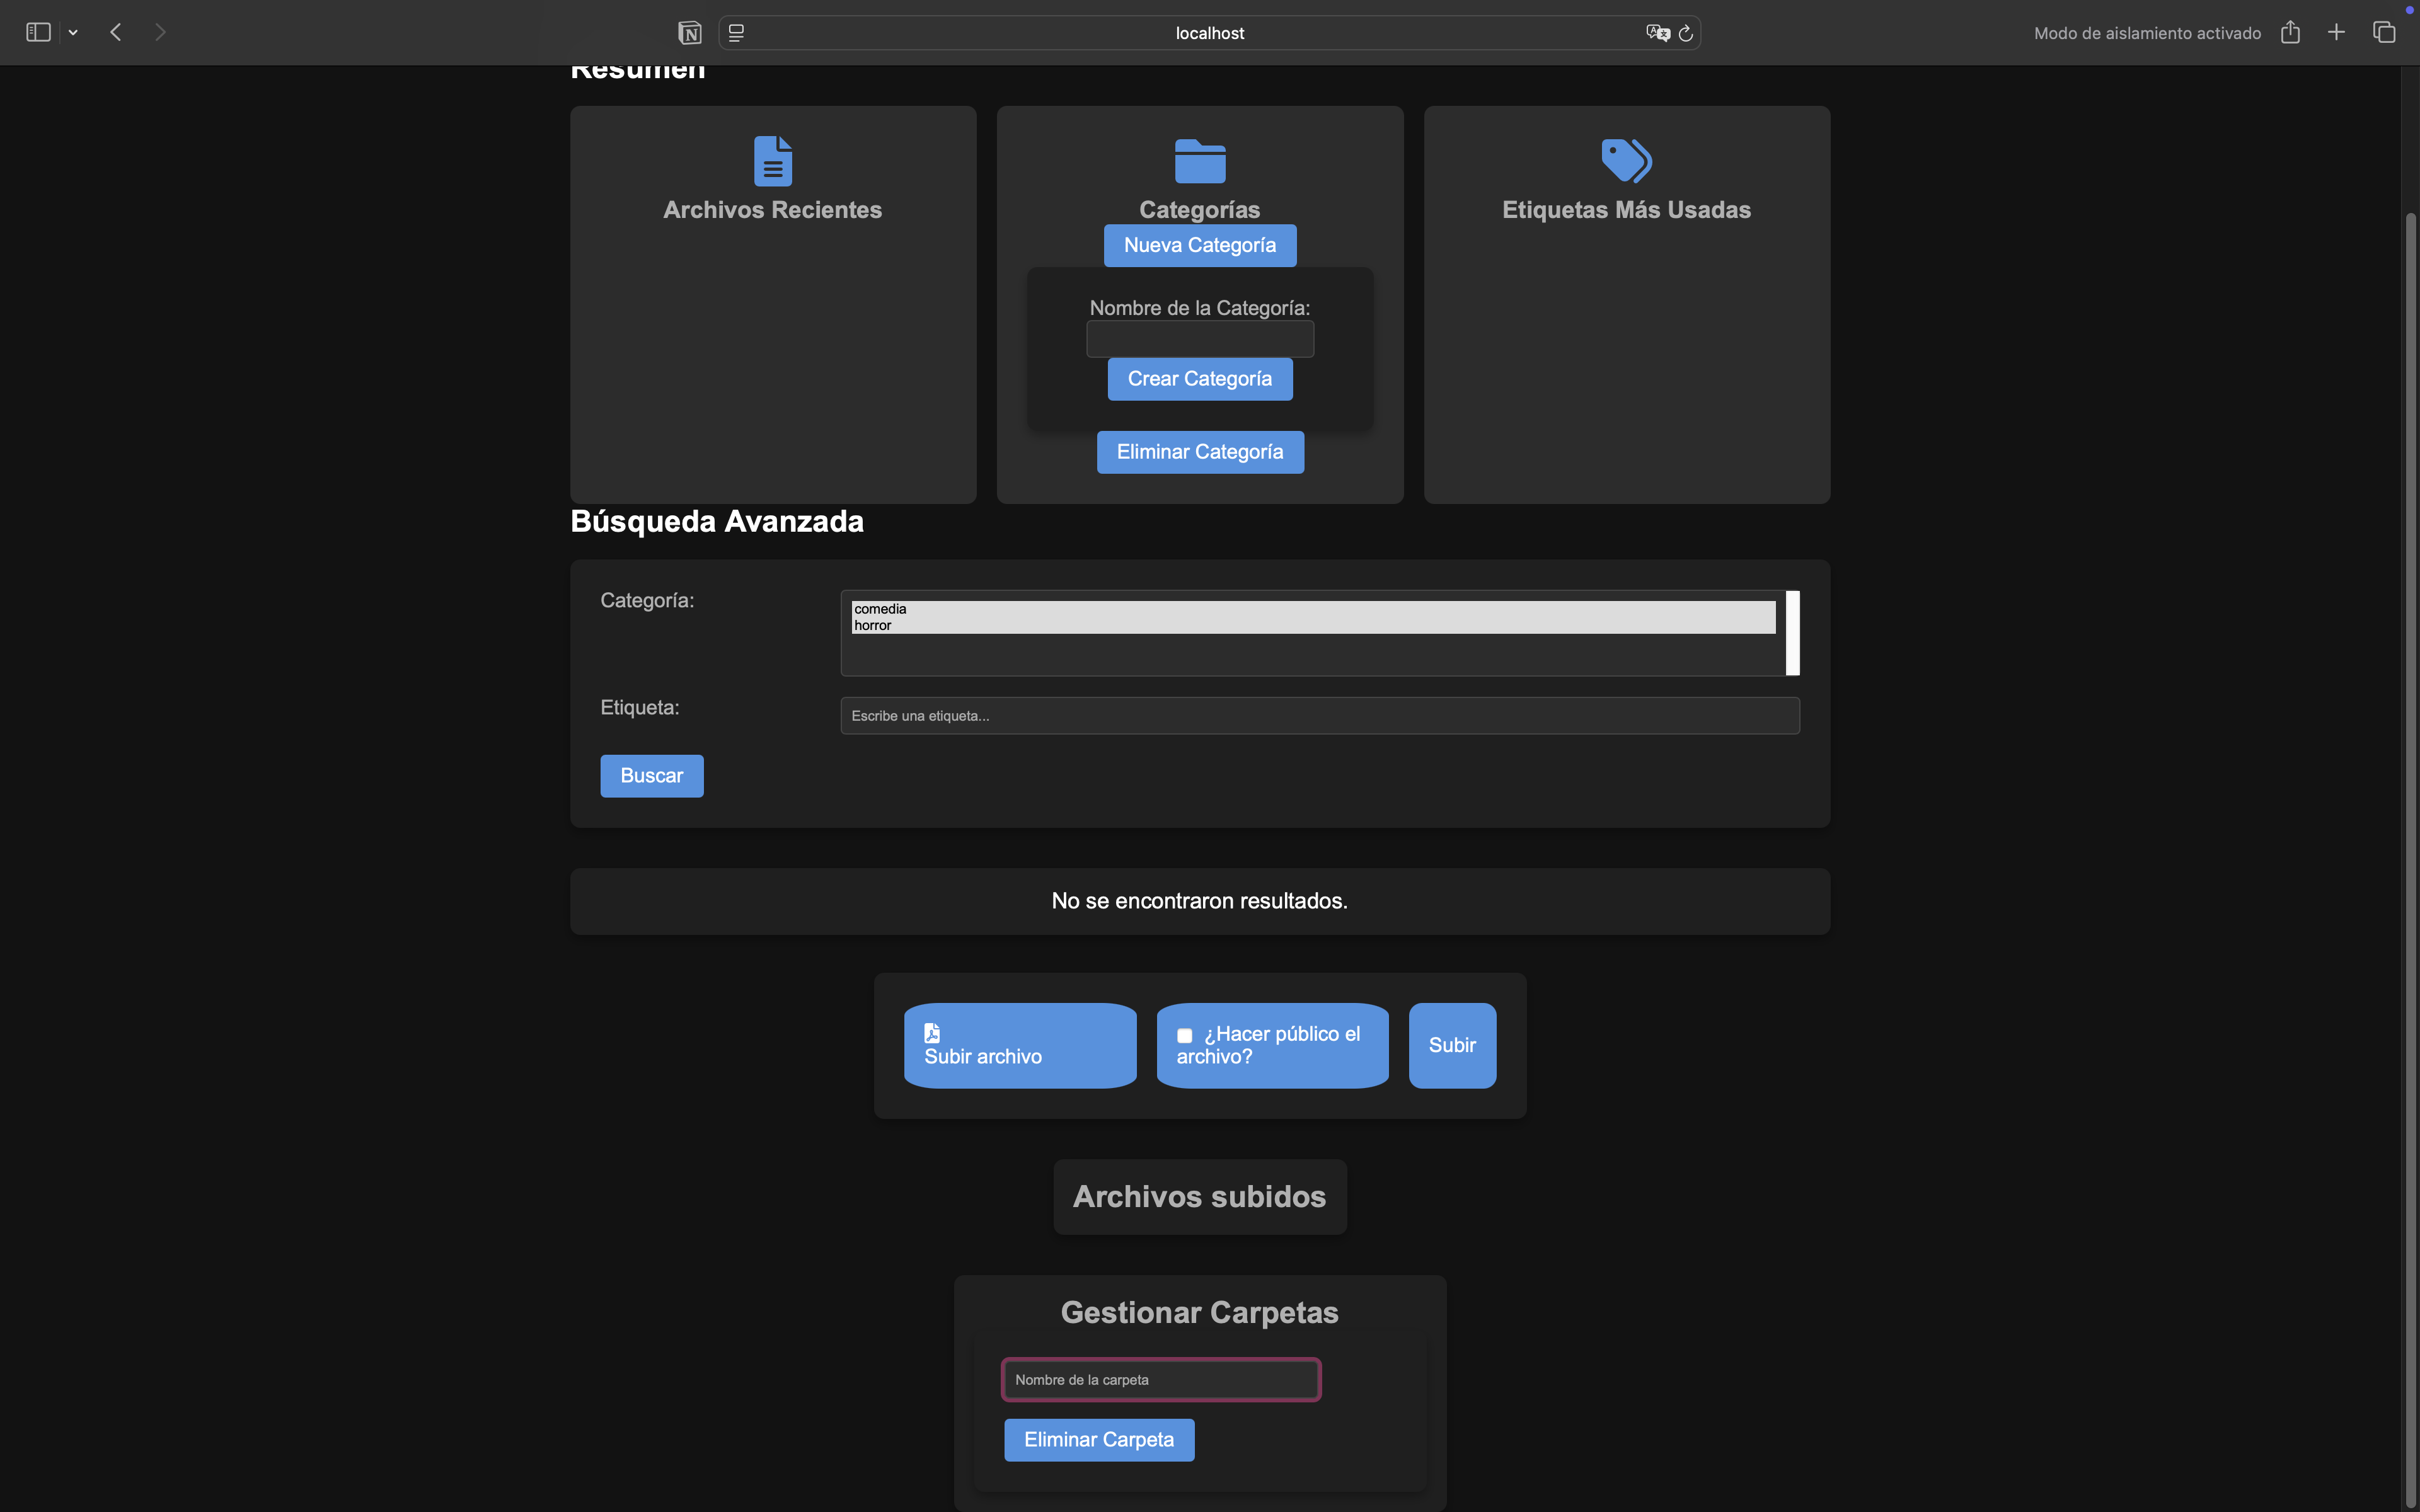 localhost
Modo de aislamiento activado
Resumen
Archivos Recientes
Categorías
Etiquetas Más Usadas
Nueva Categoría
Nombre de la Categoría:
Crear Categoría
Eliminar Categoría
Búsqueda Avanzada
Categoría:
comedia
horror
Etiqueta:
Escribe una etiqueta...
Buscar
No se encontraron resultados.
Subir archivo
¿Hacer público el
archivo?
Subir
Archivos subidos
Gestionar Carpetas
Nombre de la carpeta
Eliminar Carpeta